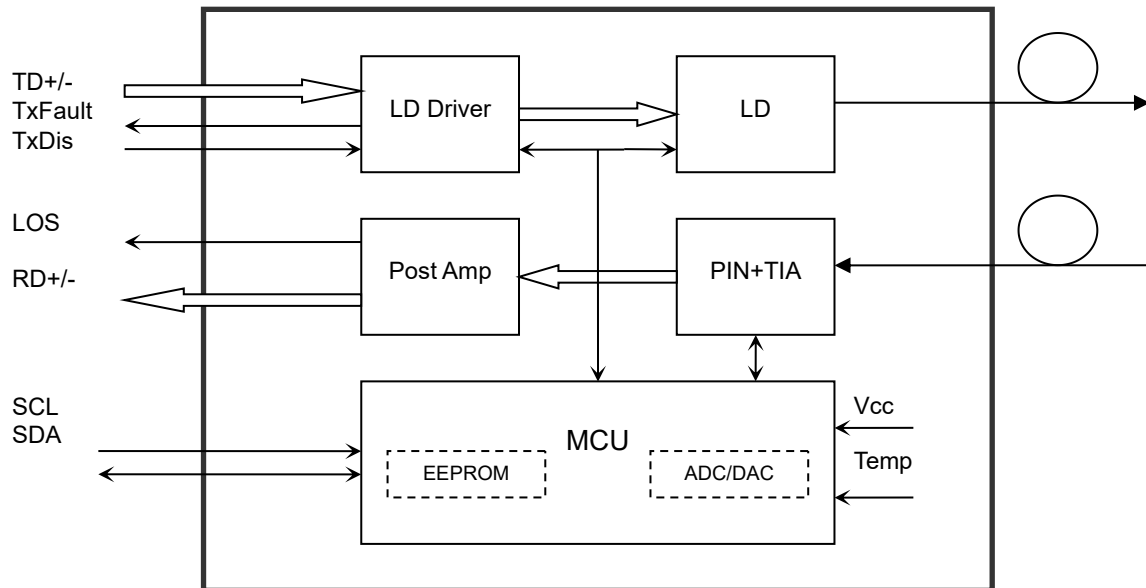 TD+/-
TxFault
TxDis
LD Driver
LD
LOS
RD+/-
Post Amp
PIN+TIA
SCL
SDA
MCU
EEPROM
ADC/DAC
Vcc
Temp